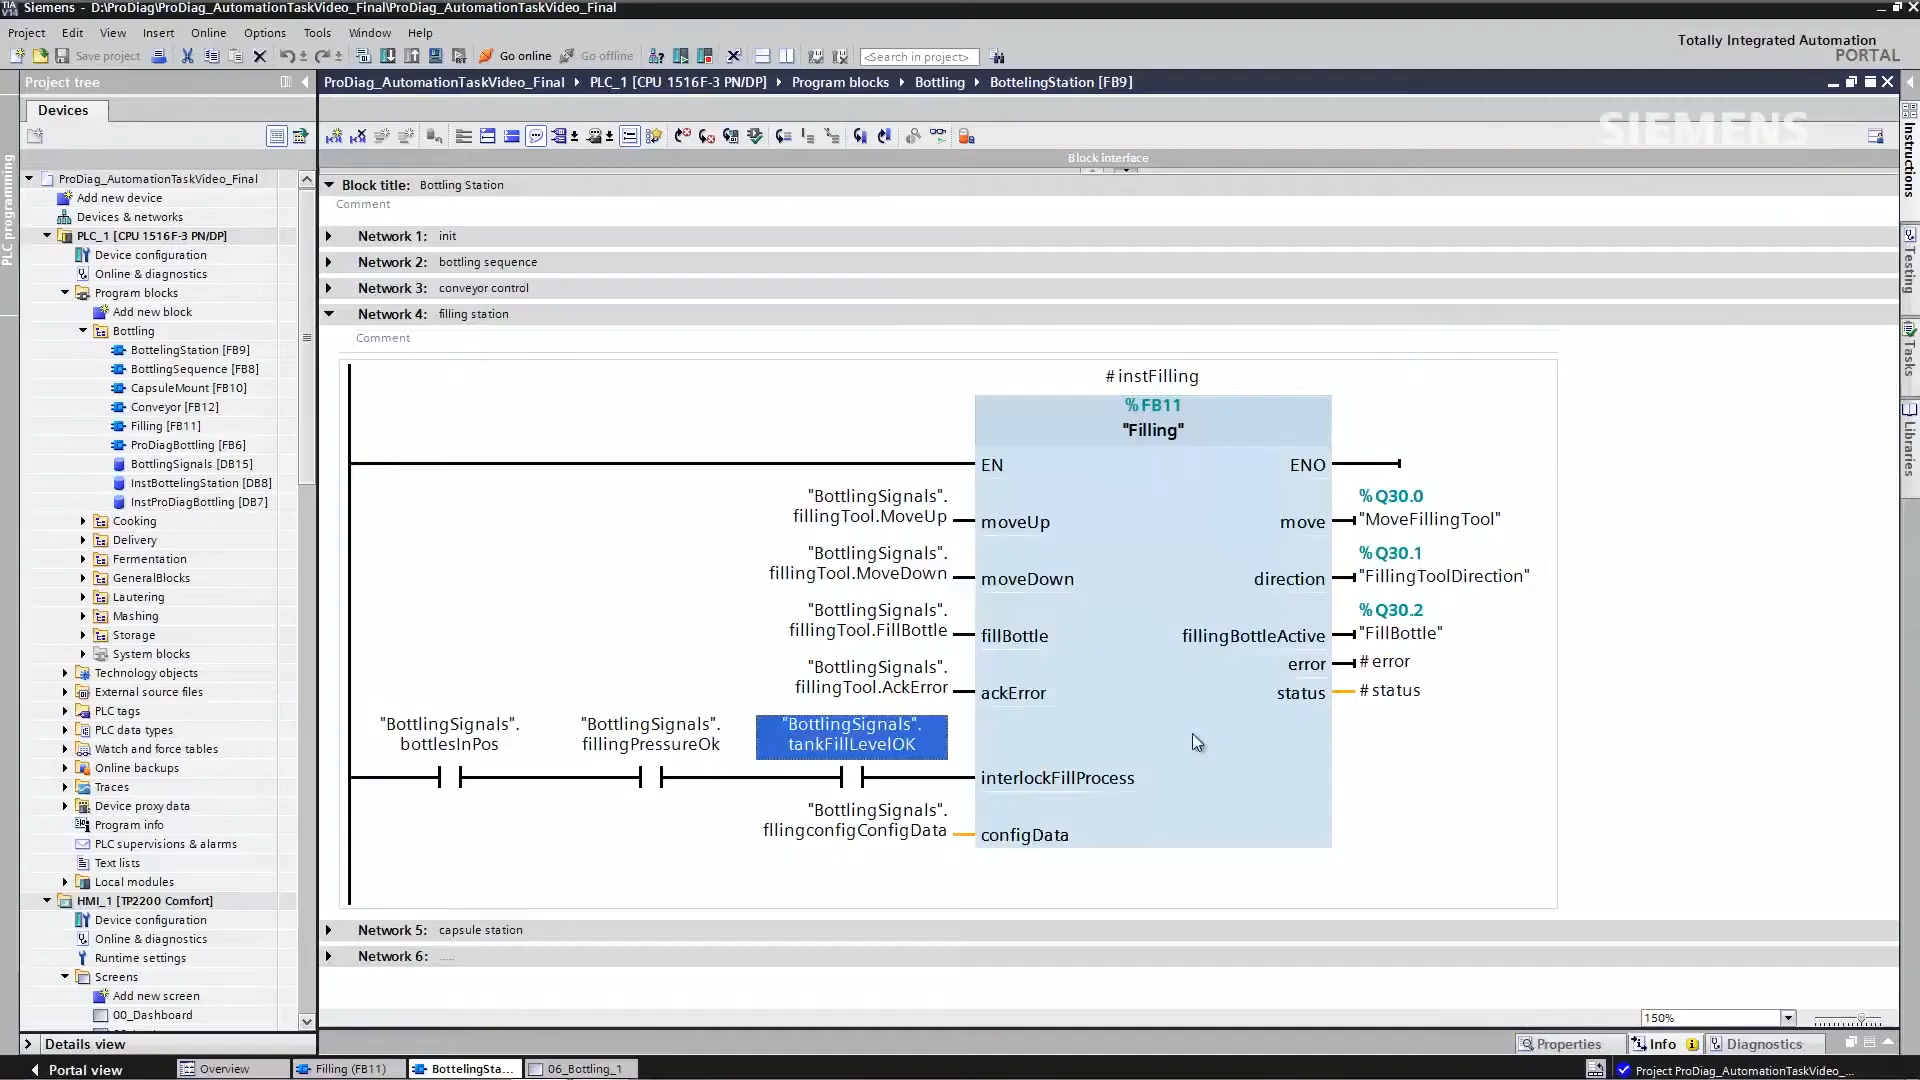 TIA V14 Siemens - D:\ProDiag\ProDiag_AutomationTaskVideo_Final\ProDiag_AutomationTaskVideo_Final
Project Edit View Insert Online Options Tools Window Help
Totally Integrated Automation
PORTAL
Save project Go online Go offline <Search in project>
Project tree
ProDiag_AutomationTaskVideo_Final PLC_1 [CPU 1516F-3 PN/DP] Program blocks Bottling BottelingStation [FB9]
Devices
SIEMENS
PLC programming
ProDiag_AutomationTaskVideo_Final
Add new device
Devices & networks
PLC_1 [CPU 1516F-3 PN/DP]
Device configuration
Online & diagnostics
Program blocks
Add new block
Bottling
BottelingStation [FB9]
BottlingSequence [FB8]
CapsuleMount [FB10]
Conveyor [FB12]
Filling [FB11]
ProDiagBottling [FB6]
BottlingSignals [DB15]
InstBottelingStation [DB8]
InstProDiagBottling [DB7]
Cooking
Delivery
Fermentation
GeneralBlocks
Lautering
Mashing
Storage
System blocks
Technology objects
External source files
PLC tags
PLC data types
Watch and force tables
Online backups
Traces
Device proxy data
Program info
PLC supervisions & alarms
Text lists
Local modules
HMI_1 [TP2200 Comfort]
Device configuration
Online & diagnostics
Runtime settings
Screens
Add new screen
00_Dashboard
Details view
Block interface
Block title: Bottling Station
Comment
Network 1: init
Network 2: bottling sequence
Network 3: conveyor control
Network 4: filling station
Comment
#instFilling
%FB11
"Filling"
EN ENO
"BottlingSignals".
fillingTool.MoveUp moveUp
%Q30.0
move "MoveFillingTool"
"BottlingSignals".
fillingTool.MoveDown moveDown
%Q30.1
direction "FillingToolDirection"
"BottlingSignals".
fillingTool.FillBottle fillBottle
%Q30.2
fillingBottleActive "FillBottle"
error #error
"BottlingSignals".
fillingTool.AckError ackError
status #status
"BottlingSignals".
bottlesInPos
"BottlingSignals".
fillingPressureOk
"BottlingSignals".
tankFillLevelOK
interlockFillProcess
"BottlingSignals".
fllingconfigConfigData configData
Network 5: capsule station
Network 6: .....
150%
Properties Info Diagnostics
Instructions
Testing
Tasks
Libraries
Portal view Overview Filling (FB11) BottelingSta... 06_Bottling_1 Project ProDiag_AutomationTaskVideo_...